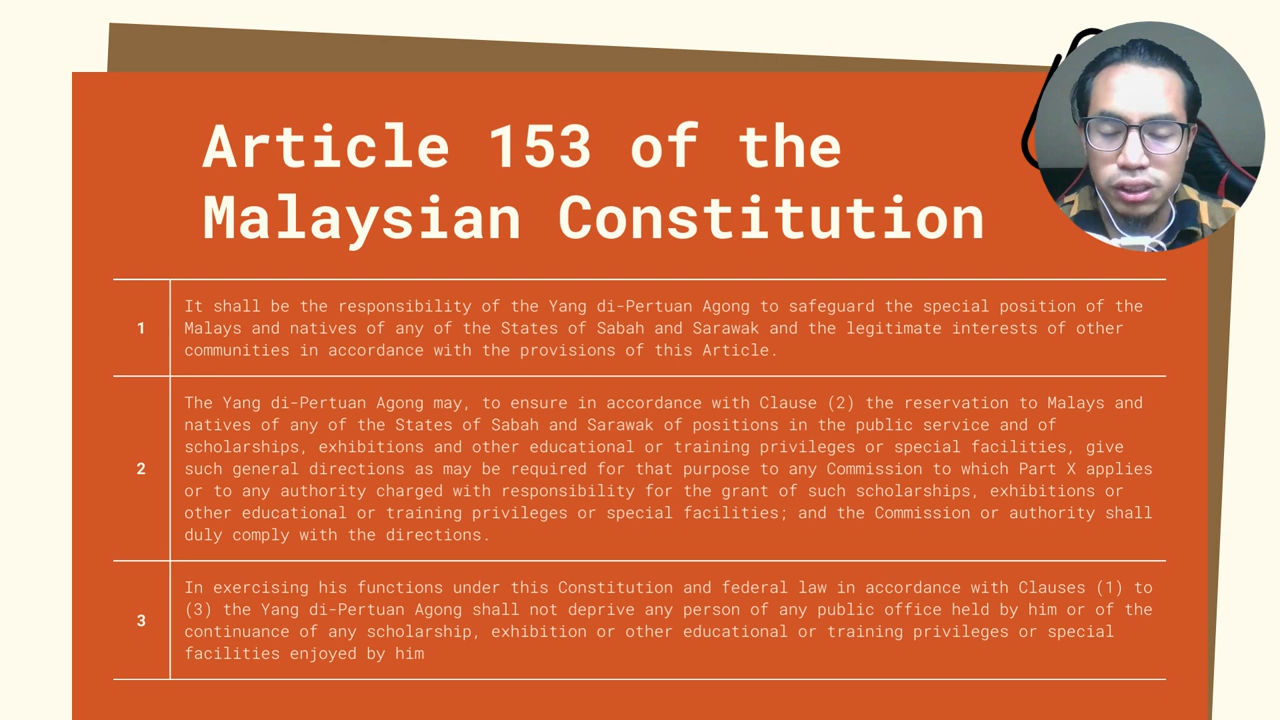 Article 153 of the
Malaysian Constitution
1
It shall be the responsibility of the Yang di-Pertuan Agong to safeguard the special position of the
Malays and natives of any of the States of Sabah and Sarawak and the legitimate interests of other
communities in accordance with the provisions of this Article.
2
The Yang di-Pertuan Agong may, to ensure in accordance with Clause (2) the reservation to Malays and
natives of any of the States of Sabah and Sarawak of positions in the public service and of
scholarships, exhibitions and other educational or training privileges or special facilities, give
such general directions as may be required for that purpose to any Commission to which Part X applies
or to any authority charged with responsibility for the grant of such scholarships, exhibitions or
other educational or training privileges or special facilities; and the Commission or authority shall
duly comply with the directions.
3
In exercising his functions under this Constitution and federal law in accordance with Clauses (1) to
(3) the Yang di-Pertuan Agong shall not deprive any person of any public office held by him or of the
continuance of any scholarship, exhibition or other educational or training privileges or special
facilities enjoyed by him